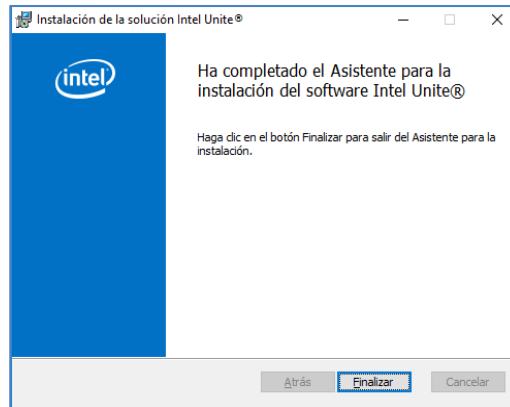 Instalación de la solución Intel Unite®
intel
Ha completado el Asistente para la
instalación del software Intel Unite®
Haga clic en el botón Finalizar para salir del Asistente para la
instalación.
Atrás
Finalizar
Cancelar